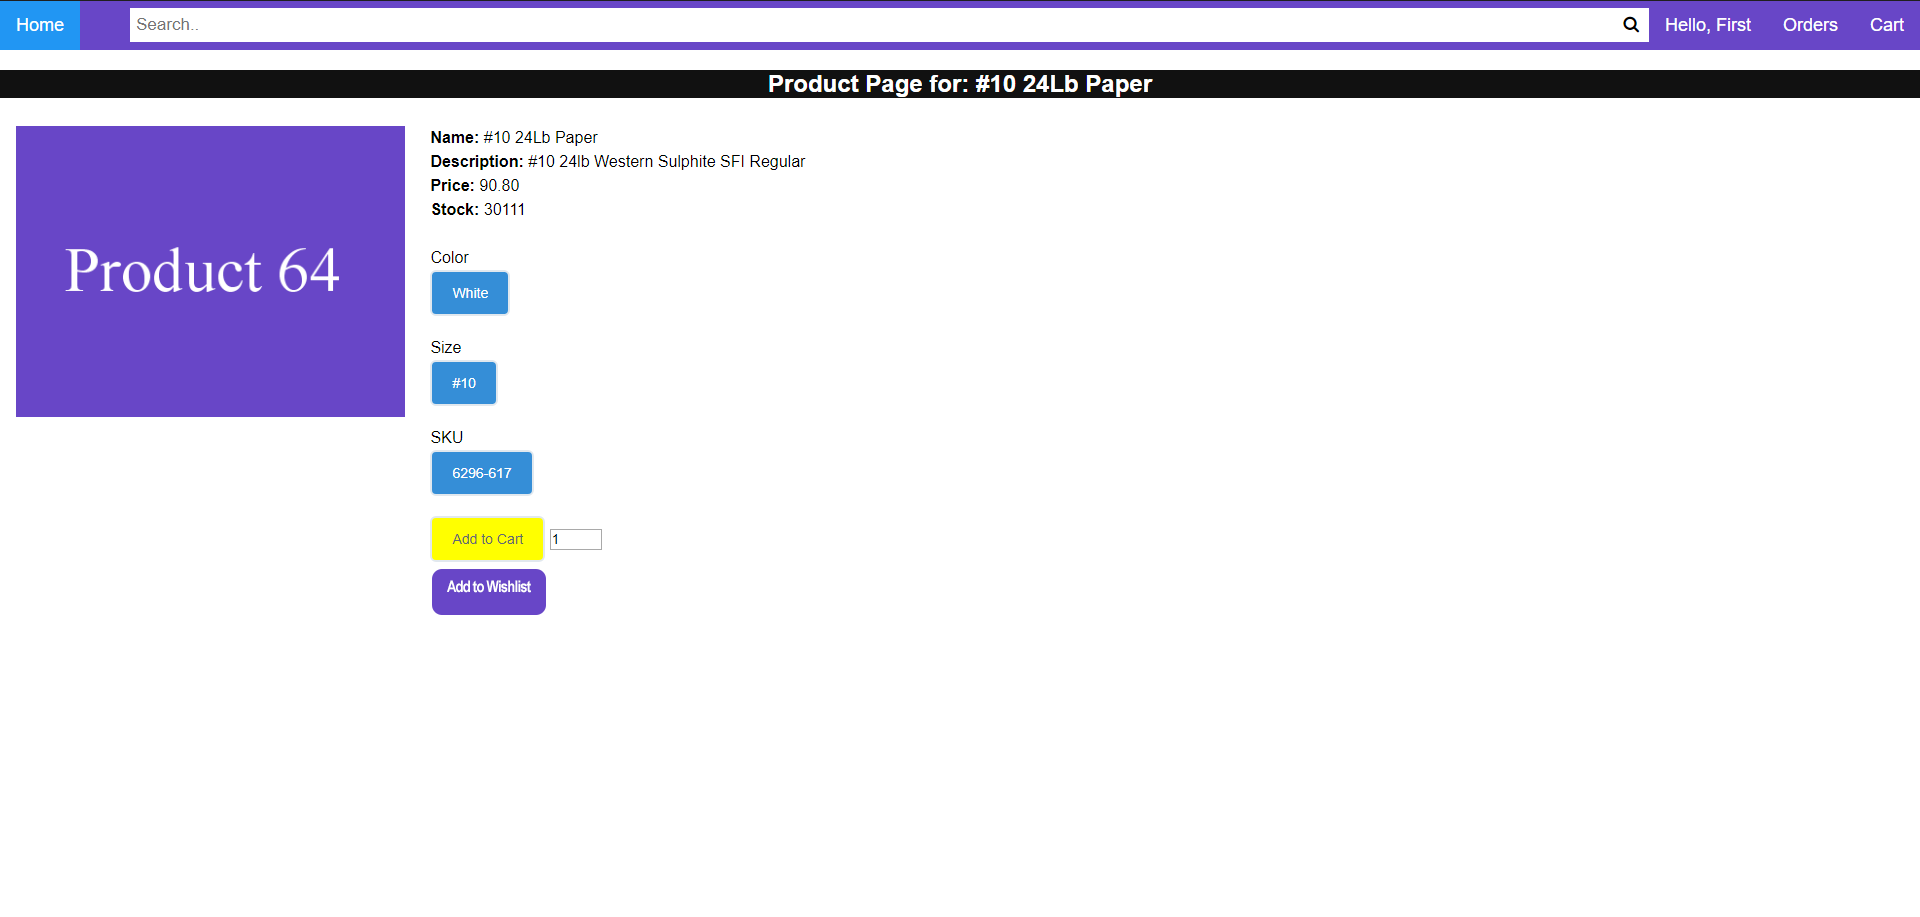 Home
Search..
Hello, First
Orders
Cart
Product Page for: #10 24Lb Paper
Product 64
Name: #10 24Lb Paper
Description: #10 24lb Western Sulphite SFI Regular
Price: 90.80
Stock: 30111
Color
White
Size
#10
SKU
6296-617
Add to Cart
1
Add to Wishlist